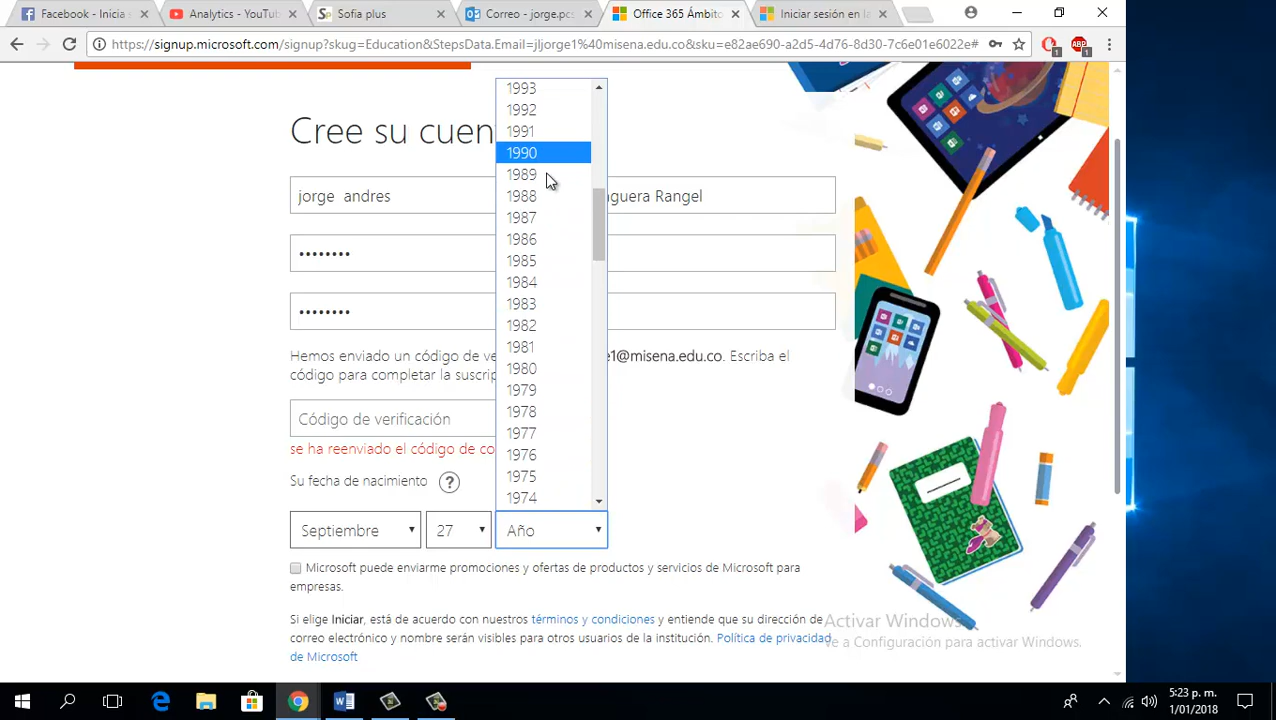 Facebook - Inicia s
Analytics - YouTub
Sofia plus
Correo - jorge.pcs
Office 365 Ámbito
Iniciar sesión en la
https://signup.microsoft.com/signup?skug=Education&StepsData.Email=jljorge1%40misena.edu.co&sku=e82ae690-a2d5-4d76-8d30-7c6e01e6022e#
1
ABP
1
Cree su cuen
1993
1992
1991
1990
1989
1988
1987
1986
1985
1984
1983
1982
1981
1980
1979
1978
1977
1976
1975
1974
jorge andres
guera Rangel
••••••••
••••••••
Hemos enviado un código de ve
e1@misena.edu.co. Escriba el
código para completar la suscrip
Código de verificación
se ha reenviado el código de co
Su fecha de nacimiento ?
Septiembre
27
Año
Microsoft puede enviarme promociones y ofertas de productos y servicios de Microsoft para
empresas.
Si elige Iniciar, está de acuerdo con nuestros términos y condiciones y entiende que su dirección de
correo electrónico y nombre serán visibles para otros usuarios de la institución. Política de privacidad
de Microsoft
Activar Windows
Ve a Configuración para activar Windows.
5:23 p. m.
1/01/2018